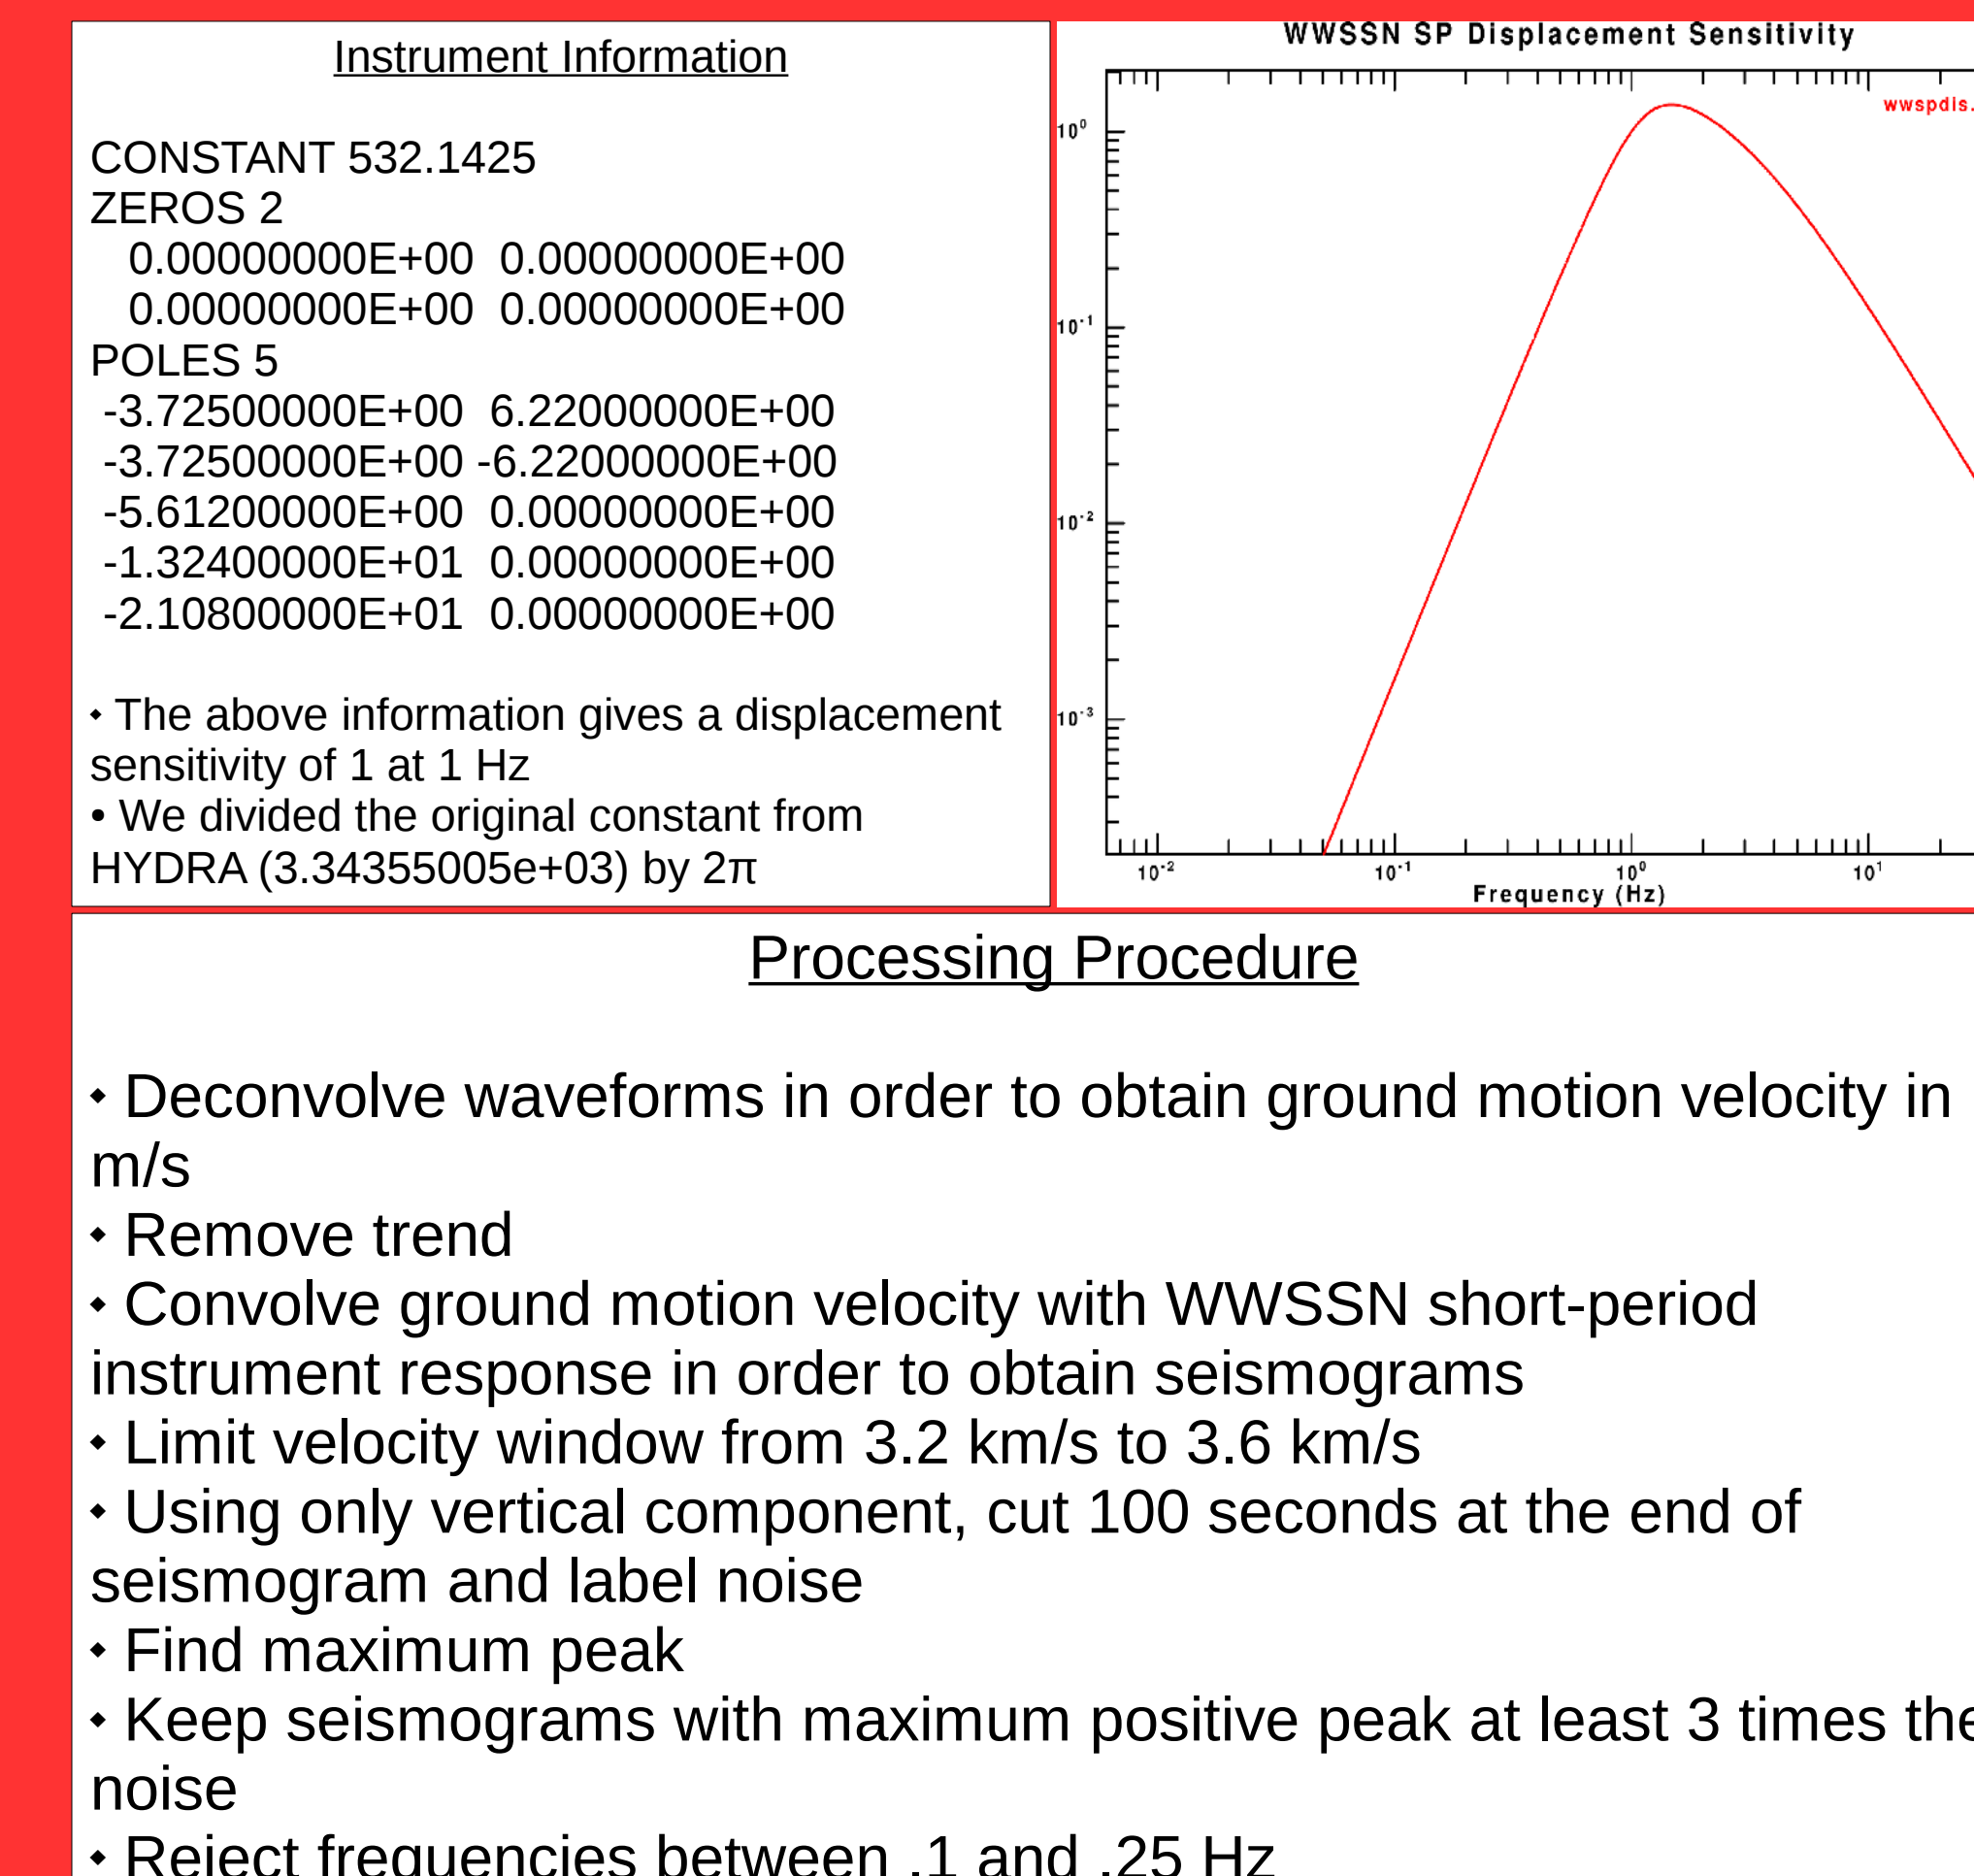 Instrument Information
CONSTANT 532.1425
ZEROS 2
0.00000000E+00 0.00000000E+00
0.00000000E+00 0.00000000E+00
POLES 5
-3.72500000E+00 6.22000000E+00
-3.72500000E+00 -6.22000000E+00
-5.61200000E+00 0.00000000E+00
-1.32400000E+01 0.00000000E+00
-2.10800000E+01 0.00000000E+00
• The above information gives a displacement
sensitivity of 1 at 1 Hz
• We divided the original constant from
HYDRA (3.34355005e+03) by 2π
WWSSN SP Displacement Sensitivity
wwspdis.
10⁰
10⁻¹
10⁻²
10⁻³
10⁻² 10⁻¹ 10⁰ 10¹
Frequency (Hz)
Processing Procedure
• Deconvolve waveforms in order to obtain ground motion velocity in
m/s
• Remove trend
• Convolve ground motion velocity with WWSSN short-period
instrument response in order to obtain seismograms
• Limit velocity window from 3.2 km/s to 3.6 km/s
• Using only vertical component, cut 100 seconds at the end of
seismogram and label noise
• Find maximum peak
• Keep seismograms with maximum positive peak at least 3 times the
noise
• Reject frequencies between .1 and .25 Hz